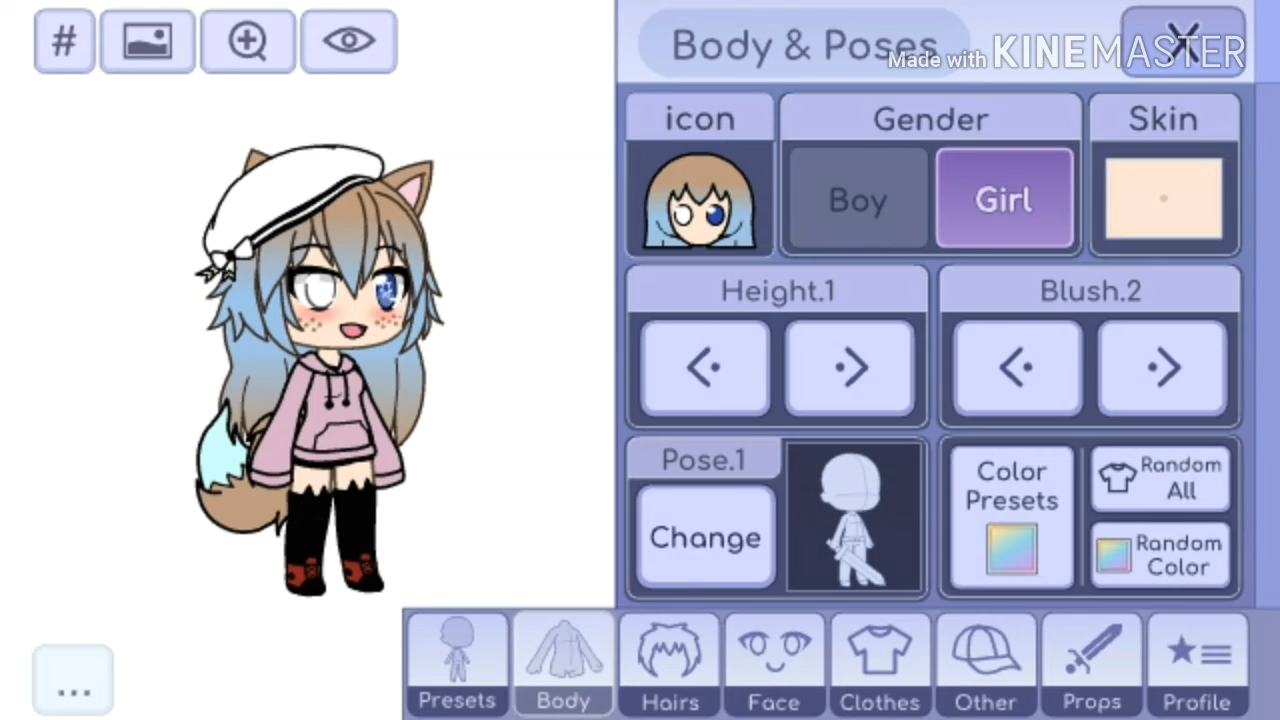 #
Body & Poses
X
Made with KINEMASTER
icon
Gender
Skin
Boy
Girl
Height.1
Blush.2
Pose.1
Change
Color
Presets
Random
All
Random
Color
...
Presets
Body
Hairs
Face
Clothes
Other
Props
Profile